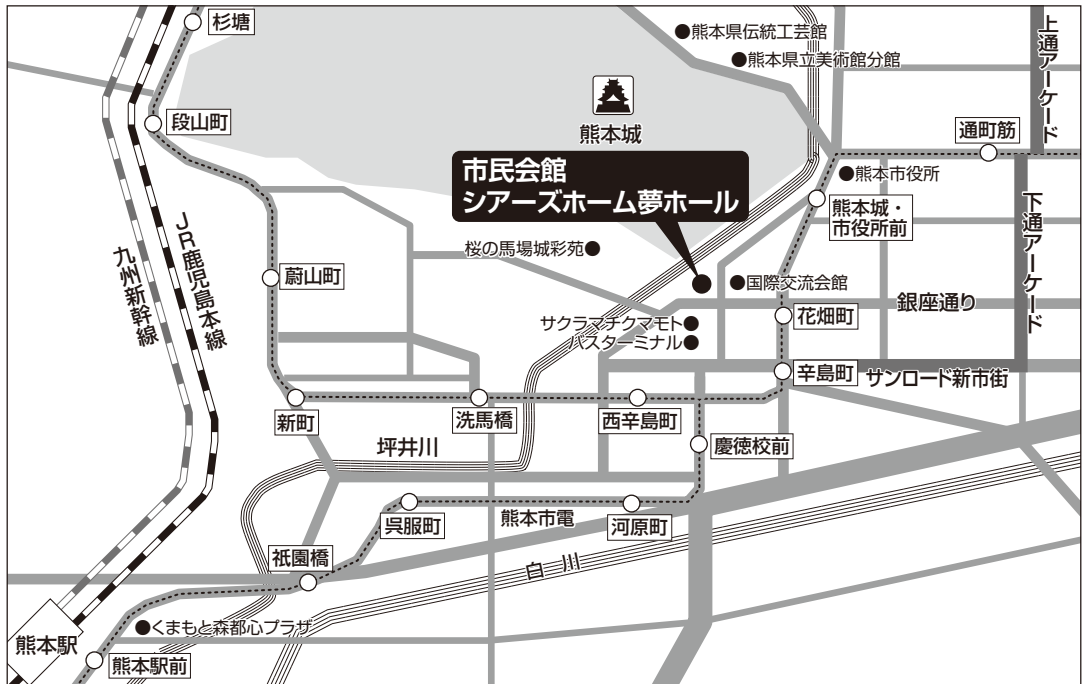 杉塘
熊本県伝統工芸館
熊本県立美術館分館
上通アーケード
段山町
熊本城
通町筋
市民会館
シアーズホーム夢ホール
熊本市役所
熊本城・
市役所前
下通アーケード
JR鹿児島本線
九州新幹線
蔚山町
桜の馬場城彩苑
国際交流会館
銀座通り
花畑町
サクラマチクマモト
バスターミナル
辛島町
サンロード新市街
新町
洗馬橋
西辛島町
坪井川
慶徳校前
呉服町
熊本市電
河原町
祇園橋
白川
くまもと森都心プラザ
熊本駅
熊本駅前